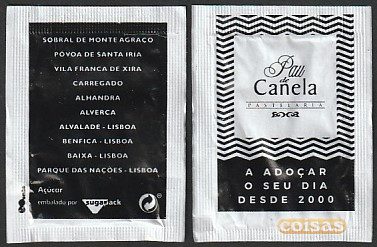 SOBRAL DE MONTE AGRAÇO
PÓVOA DE SANTA IRIA
VILA FRANCA DE XIRA
CARREGADO
ALHANDRA
ALVERCA
ALVALADE - LISBOA
BENFICA - LISBOA
BAIXA - LISBOA
PARQUE DAS NAÇÕES - LISBOA
Açúcar
embalado por sugarpack
Pau
de
Canela
PASTELARIA
A ADOÇAR
O SEU DIA
DESDE 2000
coisas